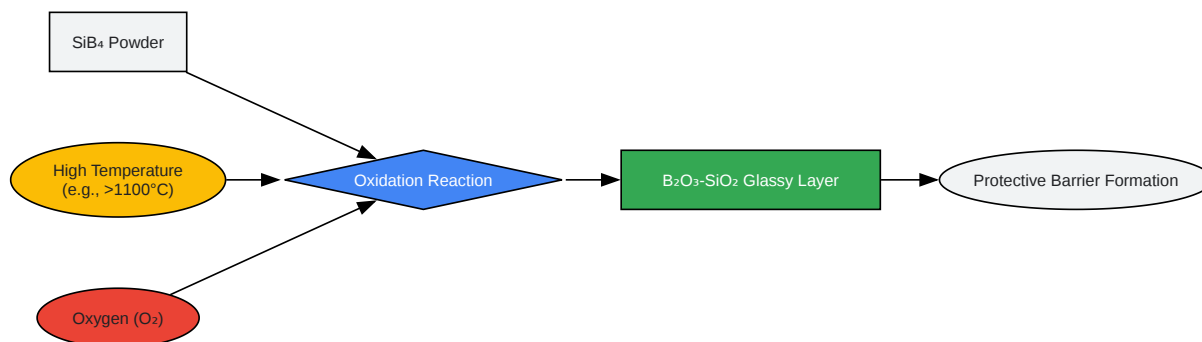 SiB₄ Powder
High Temperature
(e.g., >1100°C)
Oxidation Reaction
B₂O₃-SiO₂ Glassy Layer
Protective Barrier Formation
Oxygen (O₂)